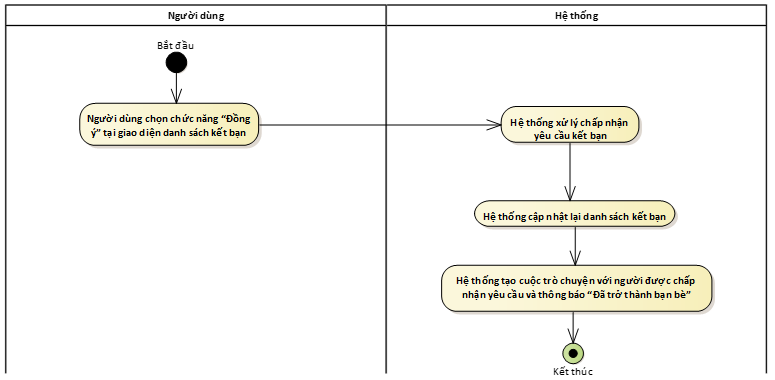 Người dùng
Hệ thống
Bắt đầu
Người dùng chọn chức năng “Đồng
ý” tại giao diện danh sách kết bạn
Hệ thống xử lý chấp nhận
yêu cầu kết bạn
Hệ thống cập nhật lại danh sách kết bạn
Hệ thống tạo cuộc trò chuyện với người được chấp
nhận yêu cầu và thông báo “Đã trở thành bạn bè”
Kết thúc